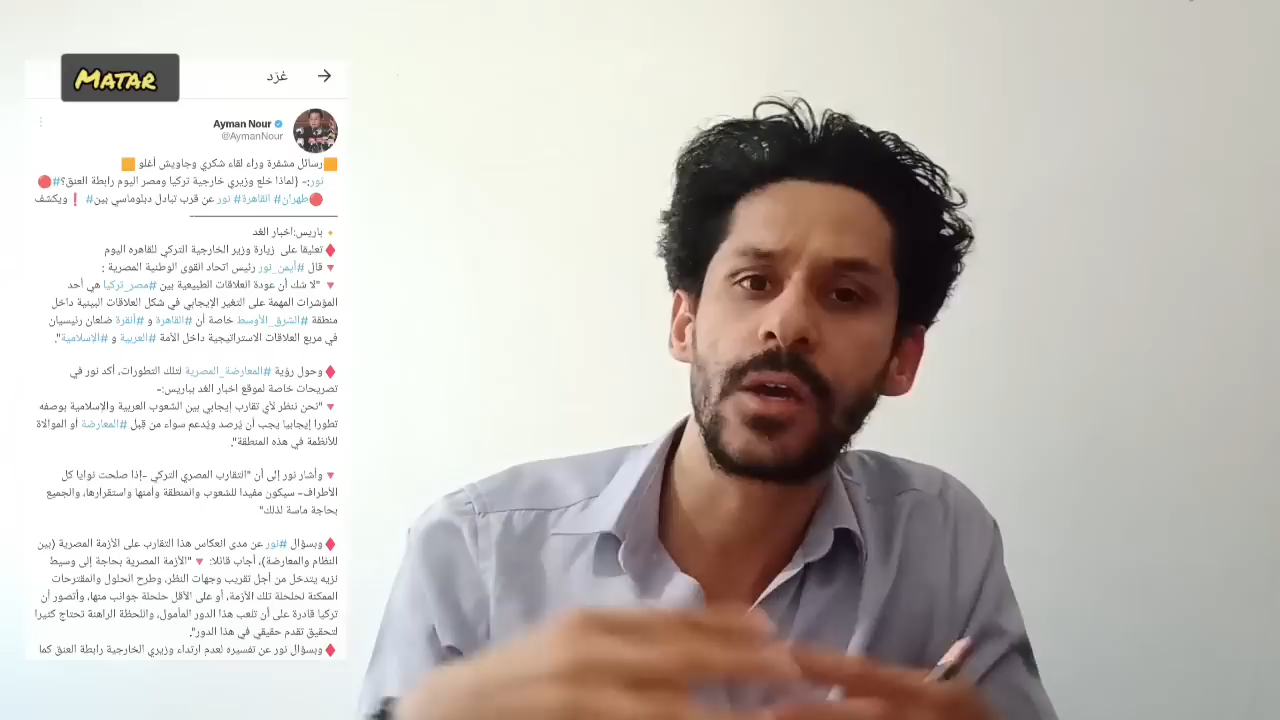 MATAR
غرّد
Ayman Nour
@AymanNour
رسائل مشفرة وراء لقاء شكري وجاويش أغلو
نور:- (لماذا خلع وزيري خارجية تركيا ومصر اليوم رابطة العنق؟#
ويكشف ❗ #نور عن قرب تبادل دبلوماسي بين #القاهرة #طهران
باريس:اخبار الغد
تعليقا على زيارة وزير الخارجية التركي للقاهره اليوم
قال #أيمن_نور رئيس اتحاد القوى الوطنية المصرية :
"لا شك أن عودة العلاقات الطبيعية بين #مصر_تركيا هي أحد
المؤشرات المهمة على التغير الإيجابي في شكل العلاقات البينية داخل
منطقة #الشرق_الأوسط خاصة أن #القاهرة و #أنقرة ضلعان رئيسيان
في مربع العلاقات الاستراتيجية داخل الأمة #العربية و #الإسلامية".
وحول رؤية #المعارضة_المصرية لتلك التطورات، أكد نور في
تصريحات خاصة لموقع اخبار الغد بباريس:-
"نحن ننظر لأي تقارب إيجابي بين الشعوب العربية والإسلامية بوصفه
تطورا إيجابيا يجب أن يُرصد ويُدعم سواء من قِبل #المعارضة او الموالاة
للأنظمة في هذه المنطقة".
وأشار نور إلى أن "التقارب المصري التركي -إذا صلحت نوايا كل
الأطراف- سيكون مفيدا للشعوب والمنطقة وأمنها واستقرارها، والجميع
بحاجة ماسة لذلك"
وبسؤال #نور عن مدى انعكاس هذا التقارب على الأزمة المصرية (بين
النظام والمعارضة)، أجاب قائلا: "الأزمة المصرية بحاجة إلى وسيط
نزيه يتدخل من أجل تقريب وجهات النظر، وطرح الحلول والمقترحات
الممكنة لحلحلة تلك الأزمة، أو على الأقل حلحلة جوانب منها، وأتصور أن
تركيا قادرة على أن تلعب هذا الدور المأمول، واللحظة الراهنة تحتاج كثيرا
لتحقيق تقدم حقيقي في هذا الدور".
وبسؤال نور عن تفسيره لعدم ارتداء وزيري الخارجية رابطة العنق كما